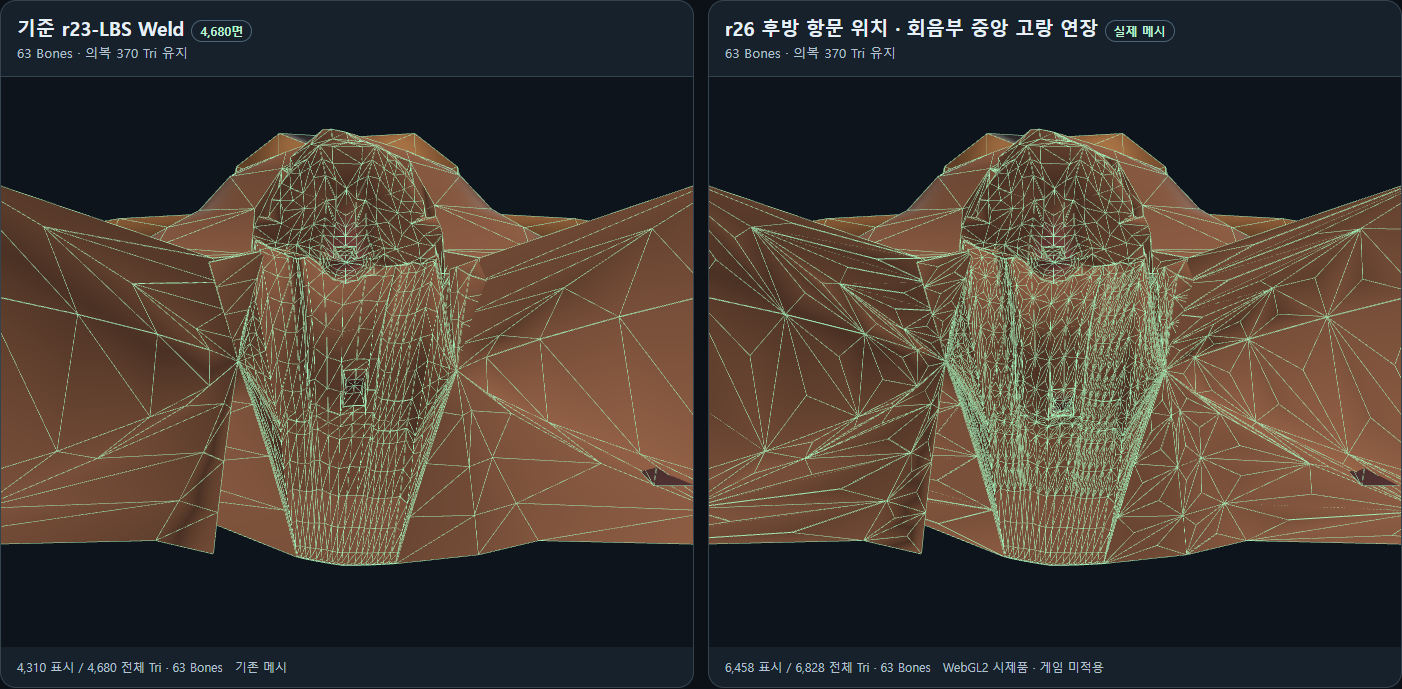 기준 r23-LBS Weld 4,680면
63 Bones · 의복 370 Tri 유지
4,310 표시 / 4,680 전체 Tri · 63 Bones 기존 메시
r26 후방 항문 위치 · 회음부 중앙 고랑 연장 실제 메시
63 Bones · 의복 370 Tri 유지
6,458 표시 / 6,828 전체 Tri · 63 Bones WebGL2 시제품 · 게임 미적용